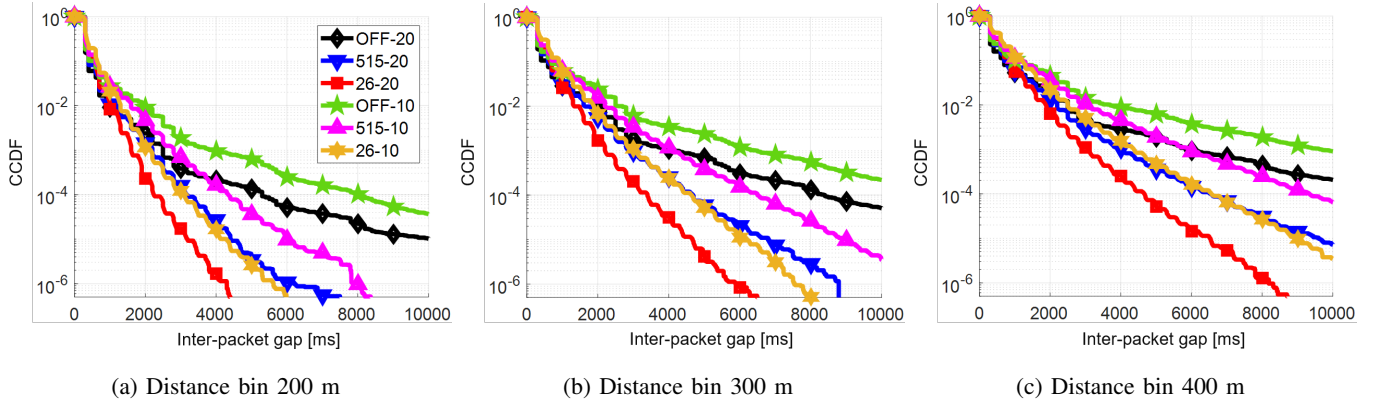 10^0
10^-2
10^-4
10^-6
CCDF
0 2000 4000 6000 8000 10000
Inter-packet gap [ms]
OFF-20
515-20
26-20
OFF-10
515-10
26-10
(a) Distance bin 200 m
10^0
10^-2
10^-4
10^-6
CCDF
0 2000 4000 6000 8000 10000
Inter-packet gap [ms]
(b) Distance bin 300 m
10^0
10^-2
10^-4
10^-6
CCDF
0 2000 4000 6000 8000 10000
Inter-packet gap [ms]
(c) Distance bin 400 m